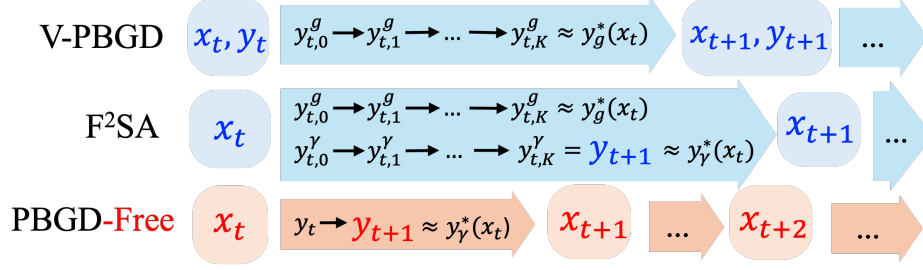 V-PBGD x_t, y_t y^g_{t,0} → y^g_{t,1} → ... → y^g_{t,K} ≈ y^*_g(x_t) x_{t+1}, y_{t+1} ...
F²SA x_t y^g_{t,0} → y^g_{t,1} → ... → y^g_{t,K} ≈ y^*_g(x_t) x_{t+1} ...
y^γ_{t,0} → y^γ_{t,1} → ... → y^γ_{t,K} = y_{t+1} ≈ y^*_γ(x_t)
PBGD-Free x_t y_t → y_{t+1} ≈ y^*_γ(x_t) x_{t+1} ... x_{t+2} ...